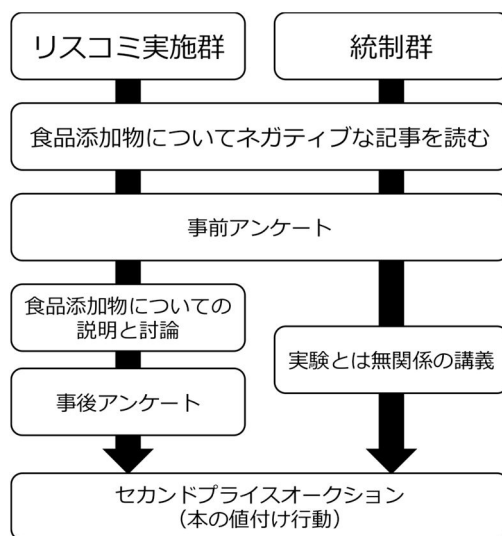 リスコミ実施群
統制群
食品添加物についてネガティブな記事を読む
事前アンケート
食品添加物についての
説明と討論
事後アンケート
実験とは無関係の講義
セカンドプライスオークション
（本の値付け行動）